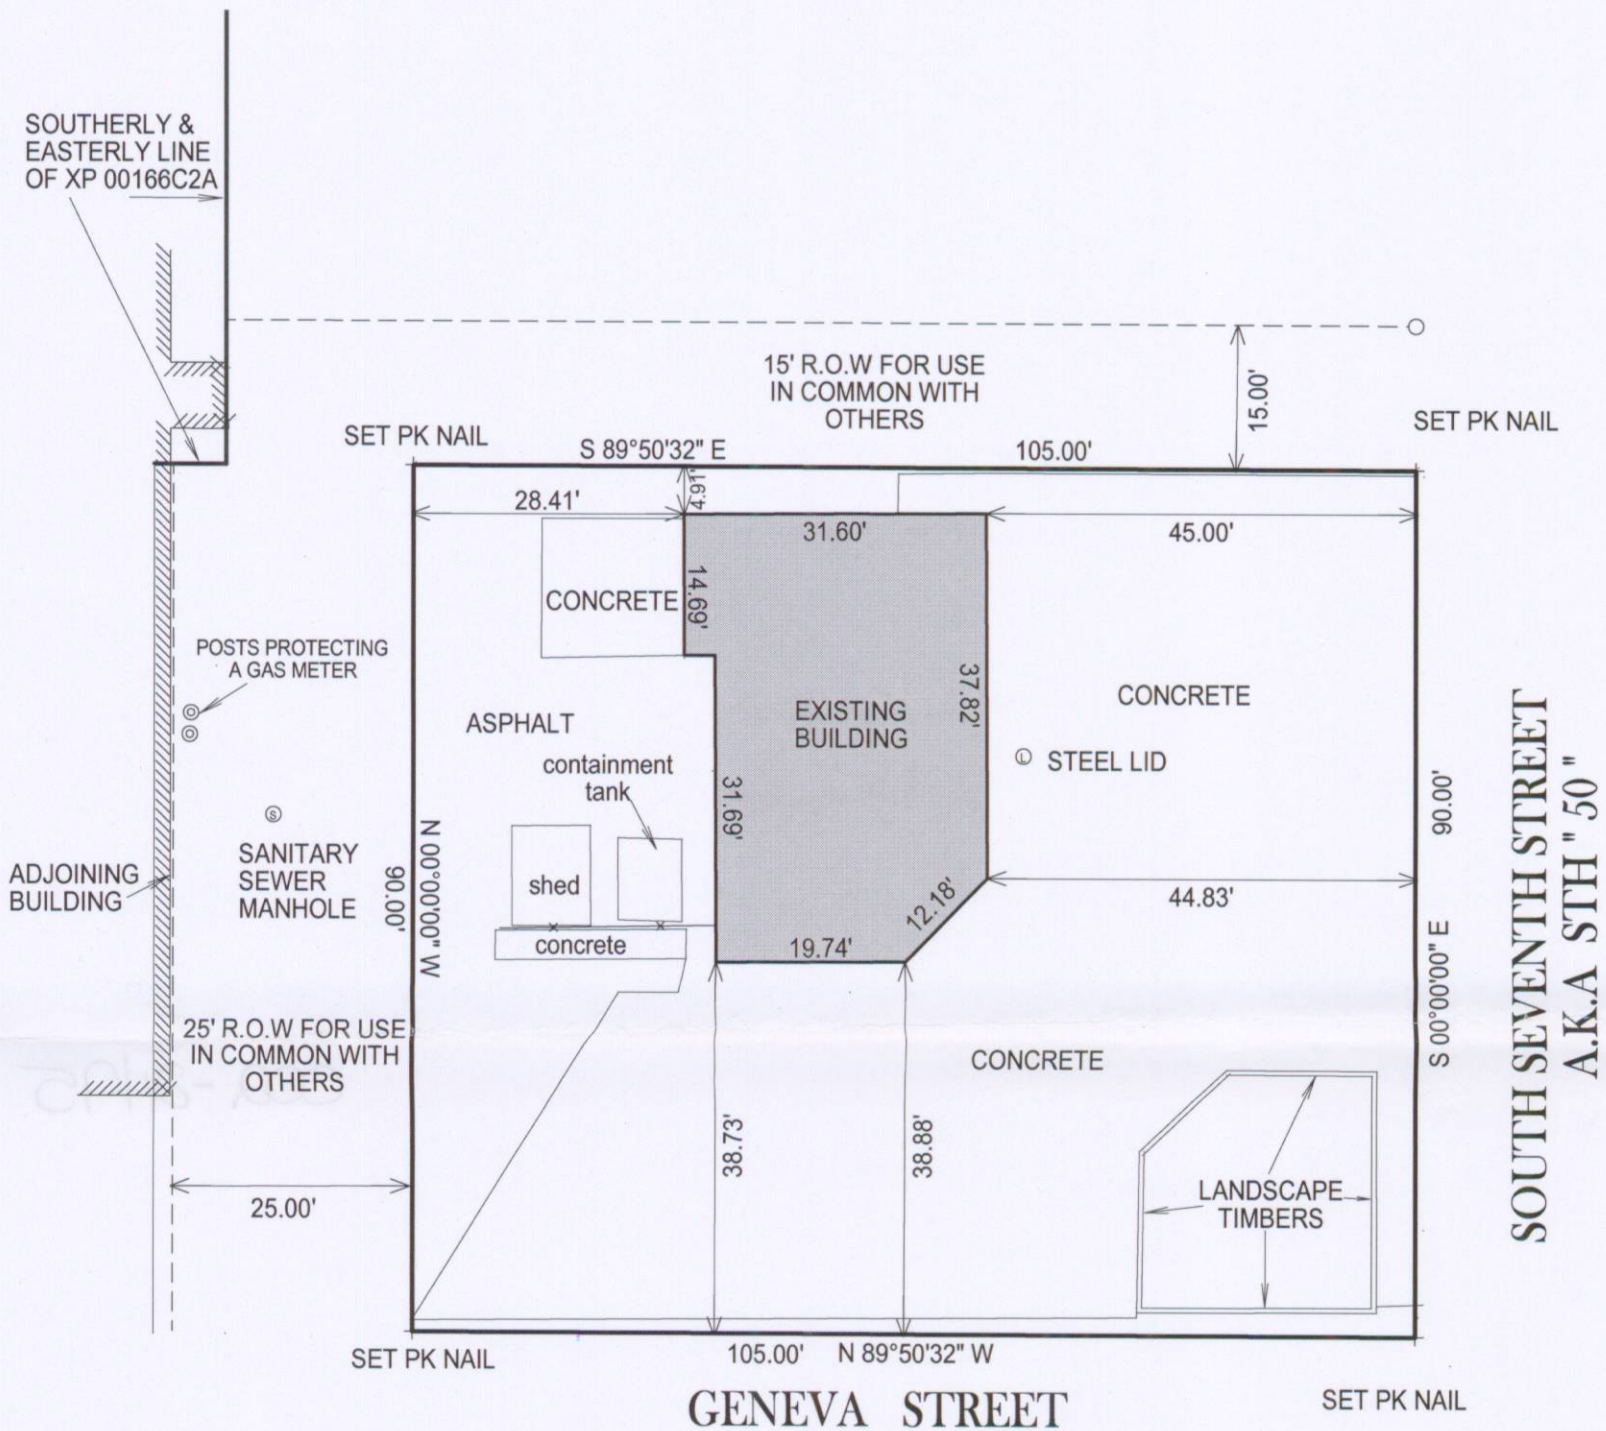 SOUTHERLY &
EASTERLY LINE
OF XP 00166C2A
15' R.O.W FOR USE
IN COMMON WITH
OTHERS
15.00'
SET PK NAIL
SET PK NAIL
S 89°50'32" E
105.00'
4.91'
28.41'
31.60'
45.00'
14.69'
CONCRETE
POSTS PROTECTING
A GAS METER
ASPHALT
EXISTING
BUILDING
37.82'
CONCRETE
L STEEL LID
containment
tank
31.69'
S
SANITARY
SEWER
MANHOLE
ADJOINING
BUILDING
N 00°00'00" W
90.00'
shed
concrete
12.18'
19.74'
44.83'
90.00'
S 00°00'00" E
SOUTH SEVENTH STREET
A.K.A STH " 50 "
25' R.O.W FOR USE
IN COMMON WITH
OTHERS
CONCRETE
38.73'
38.88'
25.00'
LANDSCAPE
TIMBERS
SET PK NAIL
105.00' N 89°50'32" W
GENEVA STREET
SET PK NAIL